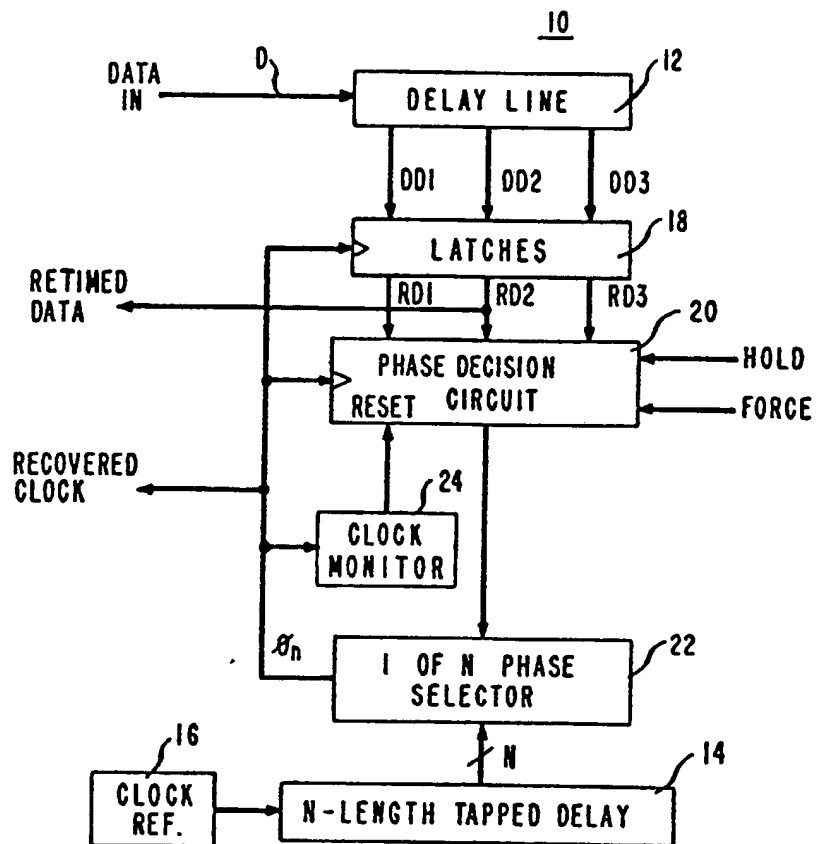 10
DATA
IN
D
12
DELAY LINE
DD1
DD2
DD3
18
LATCHES
RETIMED
DATA
RD1
RD2
RD3
20
PHASE DECISION
CIRCUIT
RESET
HOLD
FORCE
RECOVERED
CLOCK
24
CLOCK
MONITOR
Øn
22
1 OF N PHASE
SELECTOR
16
N
14
CLOCK
REF.
N-LENGTH TAPPED DELAY